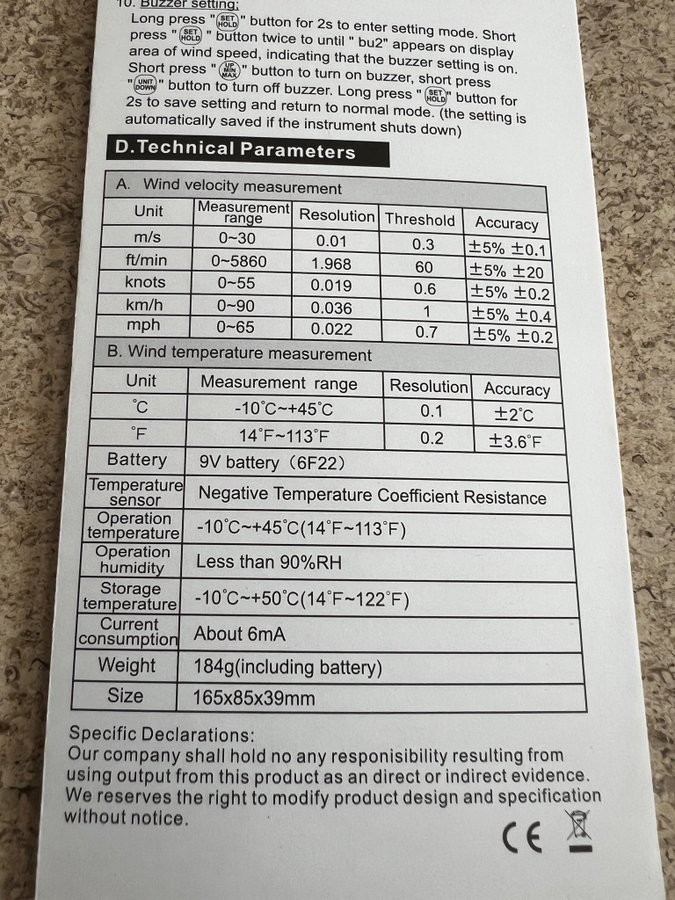 10. Buzzer setting:
Long press " SET HOLD " button for 2s to enter setting mode. Short
press " SET HOLD " button twice to until " bu2" appears on display
area of wind speed, indicating that the buzzer setting is on.
Short press " UP MIN MAX " button to turn on buzzer, short press
" UNIT DOWN " button to turn off buzzer. Long press " SET HOLD " button for
2s to save setting and return to normal mode. (the setting is
automatically saved if the instrument shuts down)
D.Technical Parameters
A. Wind velocity measurement
Unit Measurement range Resolution Threshold Accuracy
m/s 0~30 0.01 0.3 ±5% ±0.1
ft/min 0~5860 1.968 60 ±5% ±20
knots 0~55 0.019 0.6 ±5% ±0.2
km/h 0~90 0.036 1 ±5% ±0.4
mph 0~65 0.022 0.7 ±5% ±0.2
B. Wind temperature measurement
Unit Measurement range Resolution Accuracy
°C -10°C~+45°C 0.1 ±2°C
°F 14°F~113°F 0.2 ±3.6°F
Battery 9V battery (6F22)
Temperature sensor Negative Temperature Coefficient Resistance
Operation temperature -10°C~+45°C(14°F~113°F)
Operation humidity Less than 90%RH
Storage temperature -10°C~+50°C(14°F~122°F)
Current consumption About 6mA
Weight 184g(including battery)
Size 165x85x39mm
Specific Declarations:
Our company shall hold no any responisibility resulting from
using output from this product as an direct or indirect evidence.
We reserves the right to modify product design and specification
without notice.
CE